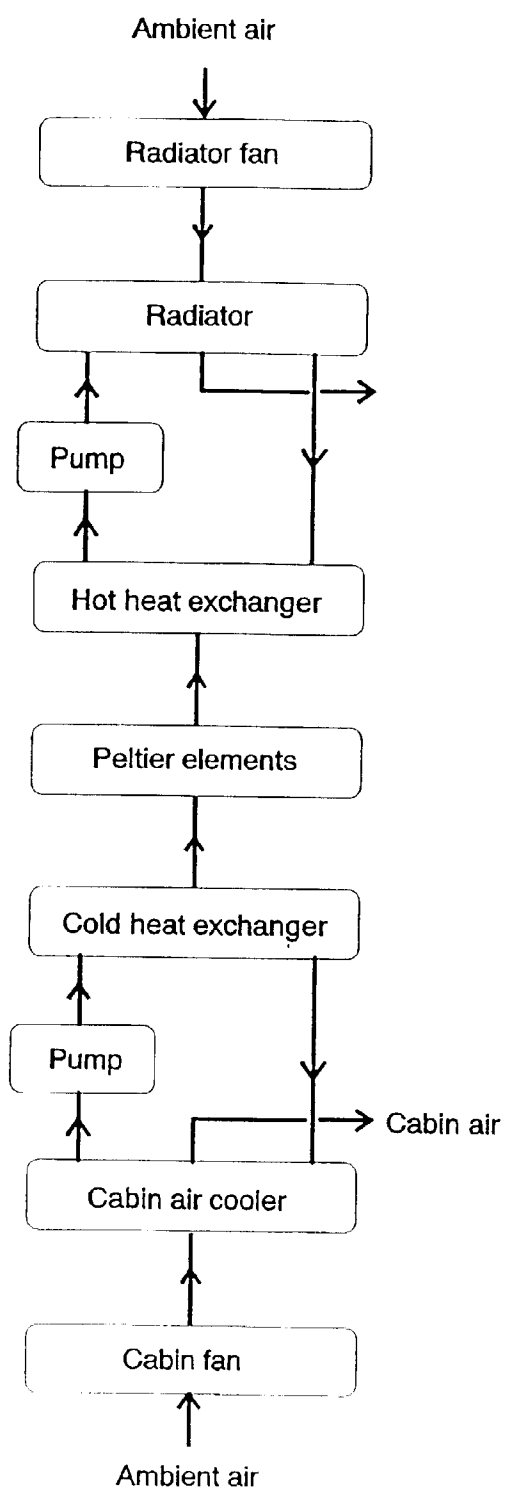 Ambient air
Radiator fan
Radiator
Pump
Hot heat exchanger
Peltier elements
Cold heat exchanger
Pump
Cabin air
Cabin air cooler
Cabin fan
Ambient air